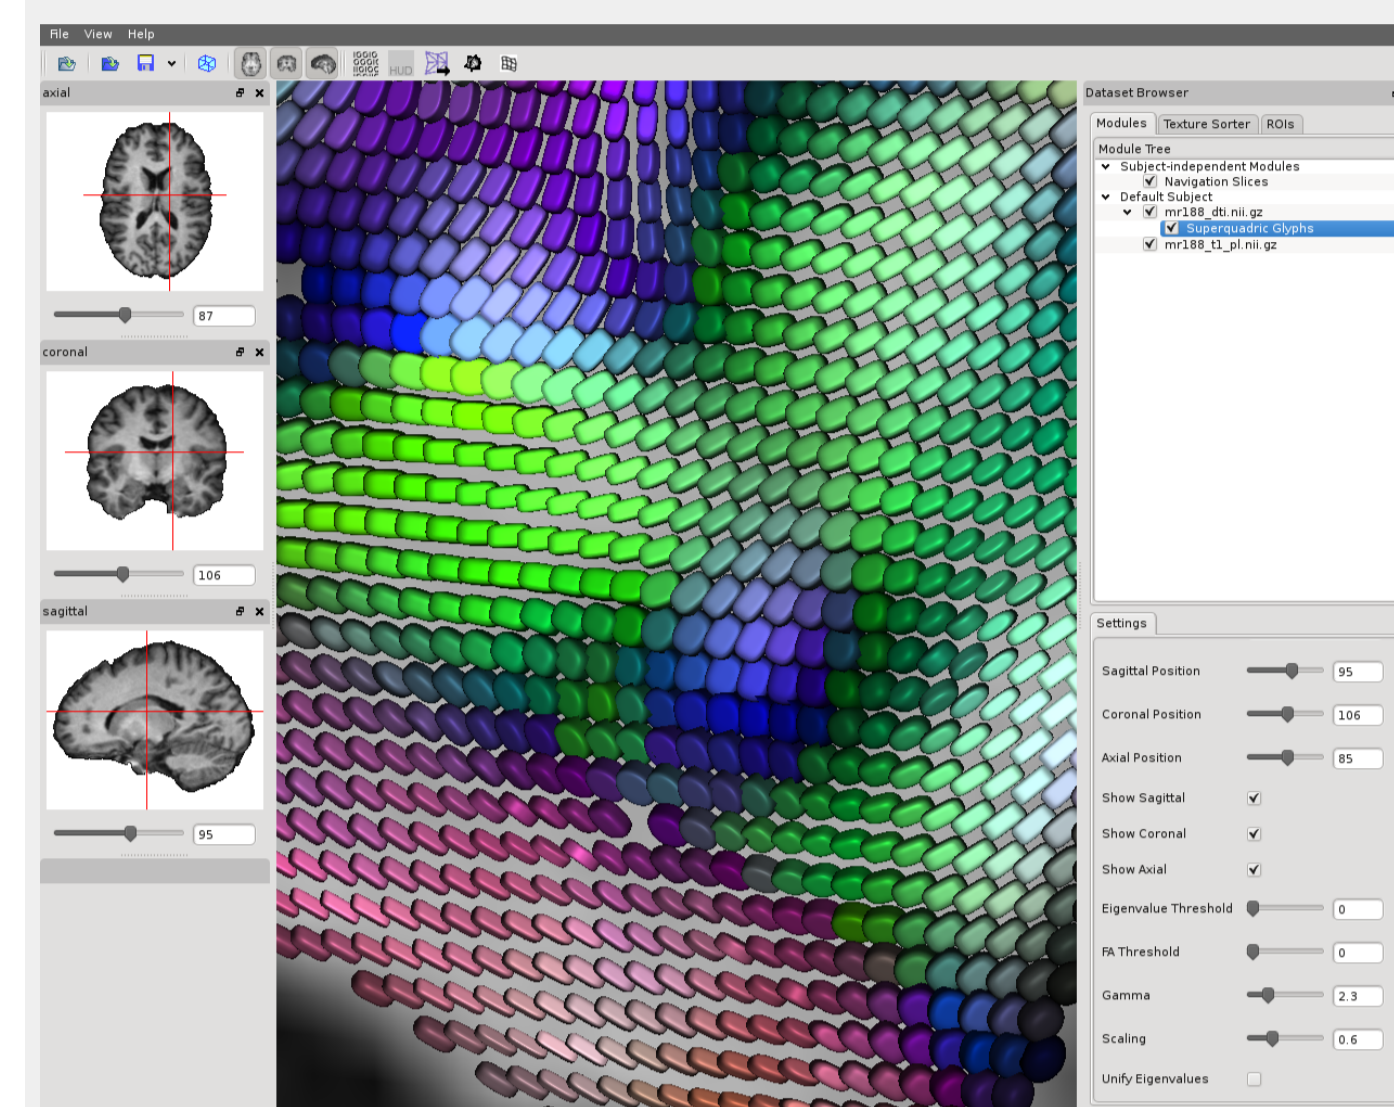 File View Help
HUD
axial
87
coronal
106
sagittal
95
Dataset Browser
Modules Texture Sorter ROIs
Module Tree
Subject-independent Modules
Navigation Slices
Default Subject
mr188_dti.nii.gz
Superquadric Glyphs
mr188_t1_pl.nii.gz
Settings
Sagittal Position 95
Coronal Position 106
Axial Position 85
Show Sagittal
Show Coronal
Show Axial
Eigenvalue Threshold 0
FA Threshold 0
Gamma 2.3
Scaling 0.6
Unify Eigenvalues